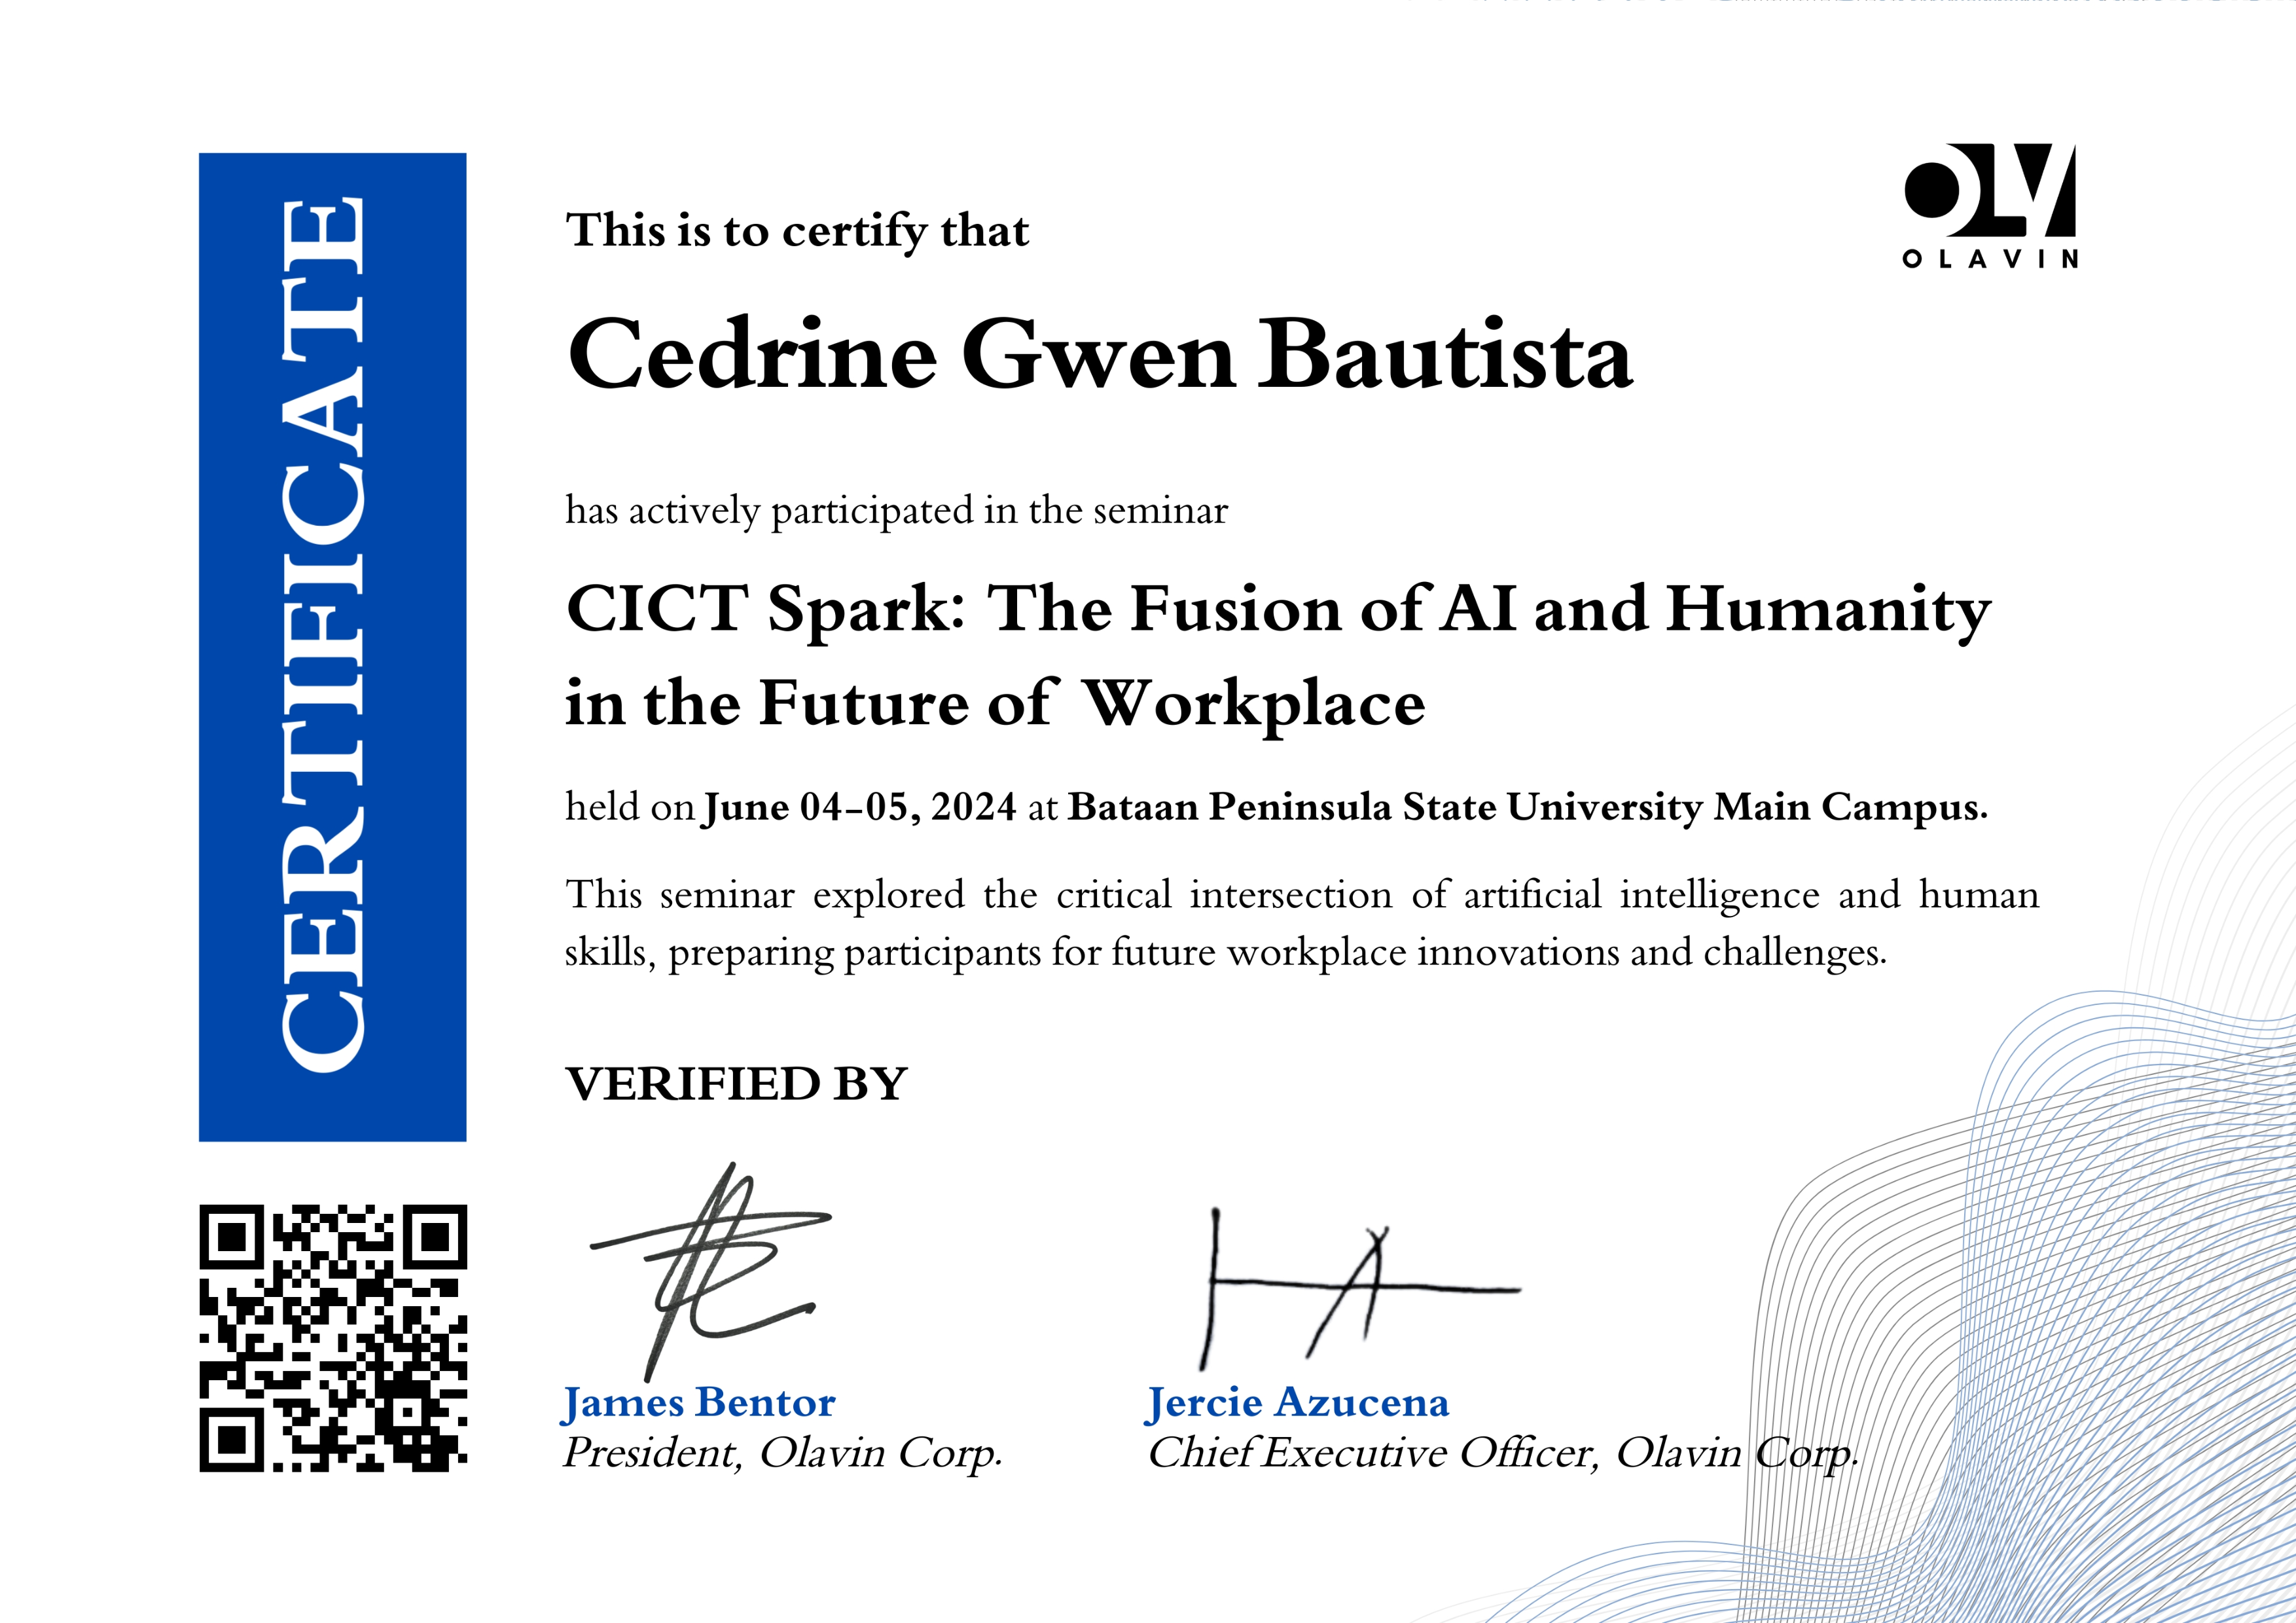 CERTIFICATE
OLV
OLAVIN
This is to certify that
Cedrine Gwen Bautista
has actively participated in the seminar
CICT Spark: The Fusion of AI and Humanity
in the Future of Workplace
held on June 04-05, 2024 at Bataan Peninsula State University Main Campus.
This seminar explored the critical intersection of artificial intelligence and human
skills, preparing participants for future workplace innovations and challenges.
VERIFIED BY
James Bentor
President, Olavin Corp.
Jercie Azucena
Chief Executive Officer, Olavin Corp.